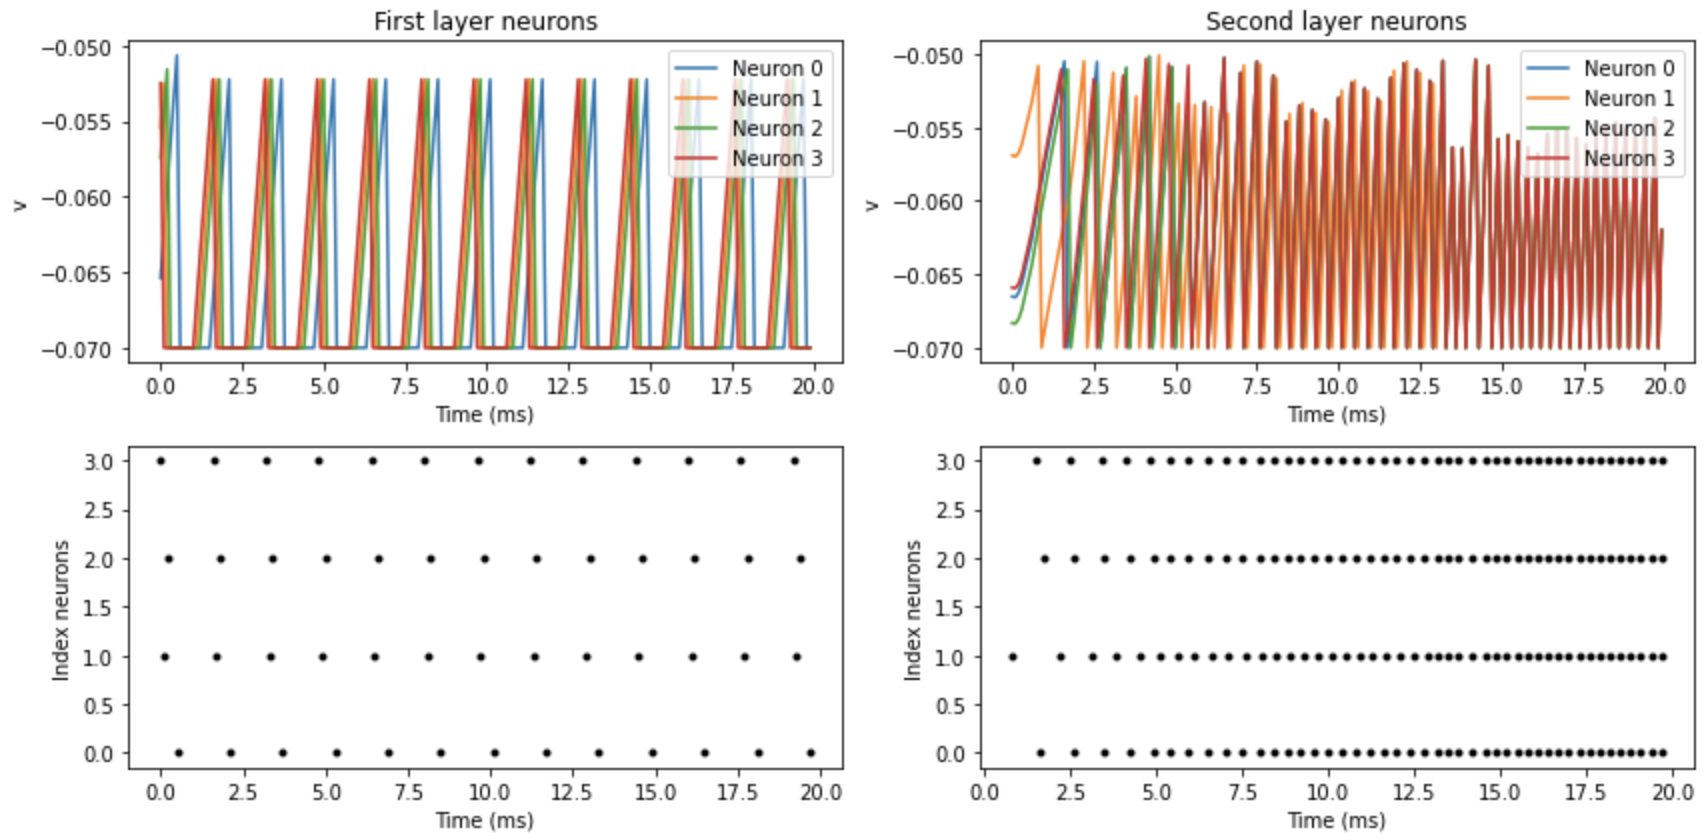 First layer neurons
−0.050
−0.055
−0.060
−0.065
−0.070
v
Neuron 0
Neuron 1
Neuron 2
Neuron 3
0.0 2.5 5.0 7.5 10.0 12.5 15.0 17.5 20.0
Time (ms)
Second layer neurons
−0.050
−0.055
−0.060
−0.065
−0.070
v
Neuron 0
Neuron 1
Neuron 2
Neuron 3
0.0 2.5 5.0 7.5 10.0 12.5 15.0 17.5 20.0
Time (ms)
3.0
2.5
2.0
1.5
1.0
0.5
0.0
Index neurons
0.0 2.5 5.0 7.5 10.0 12.5 15.0 17.5 20.0
Time (ms)
3.0
2.5
2.0
1.5
1.0
0.5
0.0
Index neurons
0.0 2.5 5.0 7.5 10.0 12.5 15.0 17.5 20.0
Time (ms)